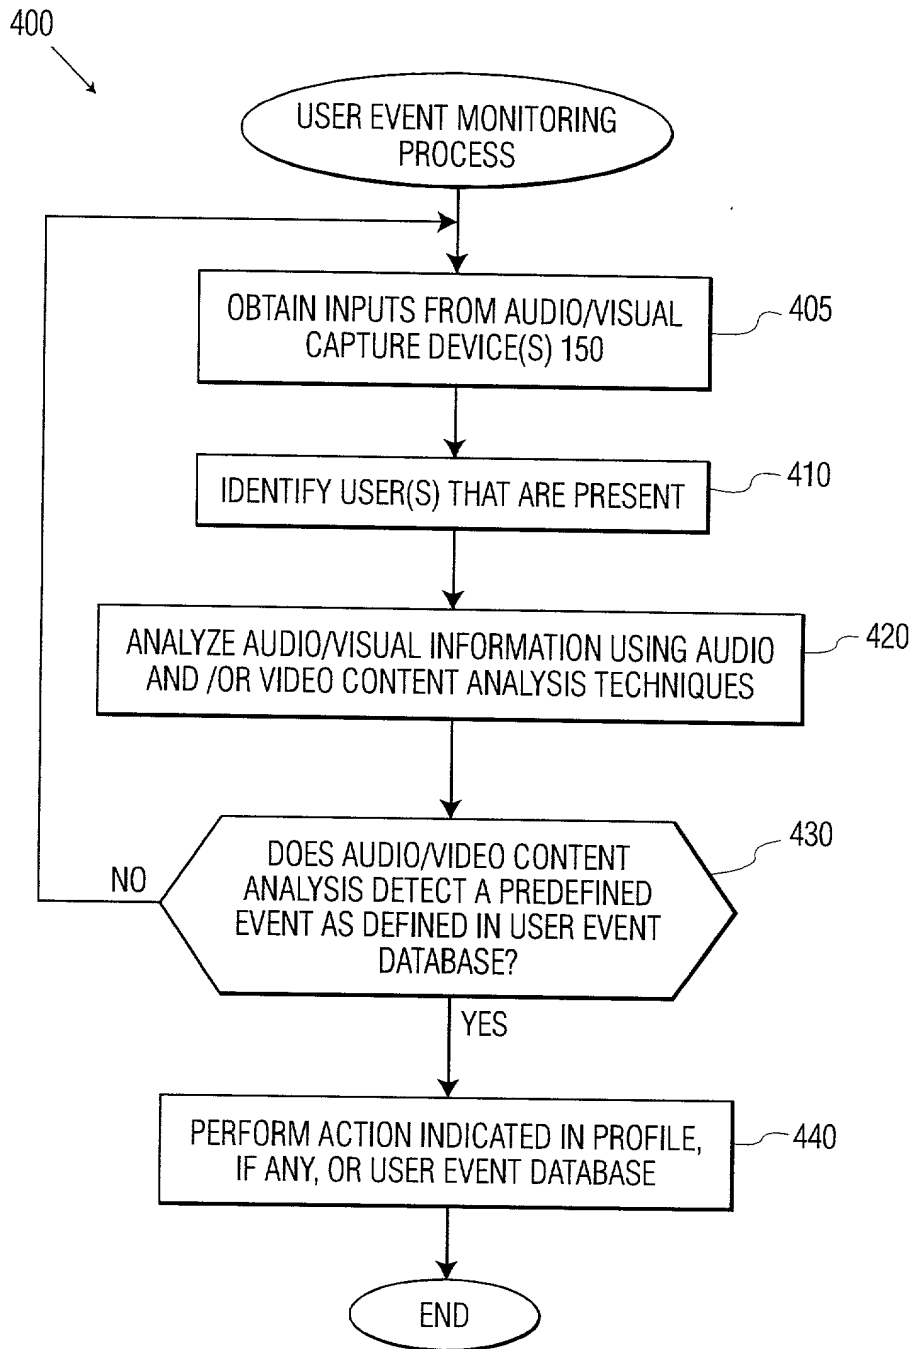 400
USER EVENT MONITORING
PROCESS
OBTAIN INPUTS FROM AUDIO/VISUAL
CAPTURE DEVICE(S) 150
405
IDENTIFY USER(S) THAT ARE PRESENT
410
ANALYZE AUDIO/VISUAL INFORMATION USING AUDIO
AND /OR VIDEO CONTENT ANALYSIS TECHNIQUES
420
DOES AUDIO/VIDEO CONTENT
ANALYSIS DETECT A PREDEFINED
EVENT AS DEFINED IN USER EVENT
DATABASE?
430
NO
YES
PERFORM ACTION INDICATED IN PROFILE,
IF ANY, OR USER EVENT DATABASE
440
END